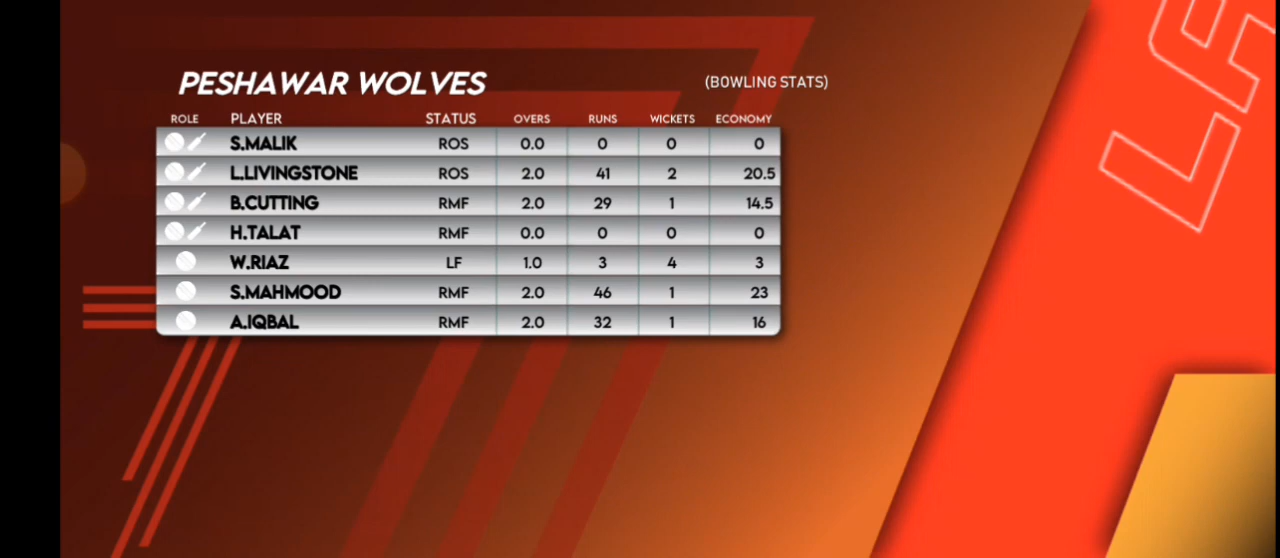 PESHAWAR WOLVES (BOWLING STATS)
ROLE PLAYER STATUS OVERS RUNS WICKETS ECONOMY
S.MALIK ROS 0.0 0 0 0
L.LIVINGSTONE ROS 2.0 41 2 20.5
B.CUTTING RMF 2.0 29 1 14.5
H.TALAT RMF 0.0 0 0 0
W.RIAZ LF 1.0 3 4 3
S.MAHMOOD RMF 2.0 46 1 23
A.IQBAL RMF 2.0 32 1 16